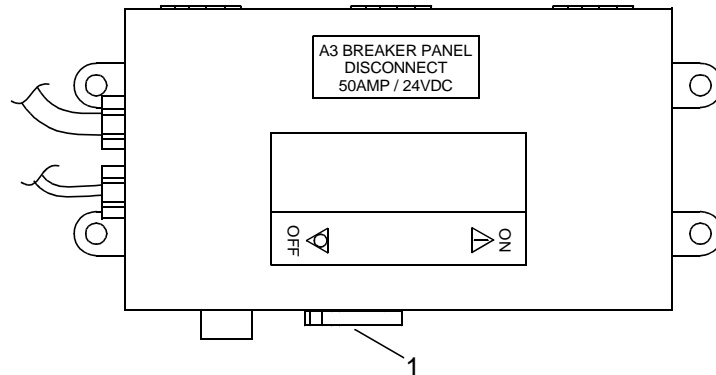 A3 BREAKER PANEL
DISCONNECT
50AMP / 24VDC
OFF
ON
1